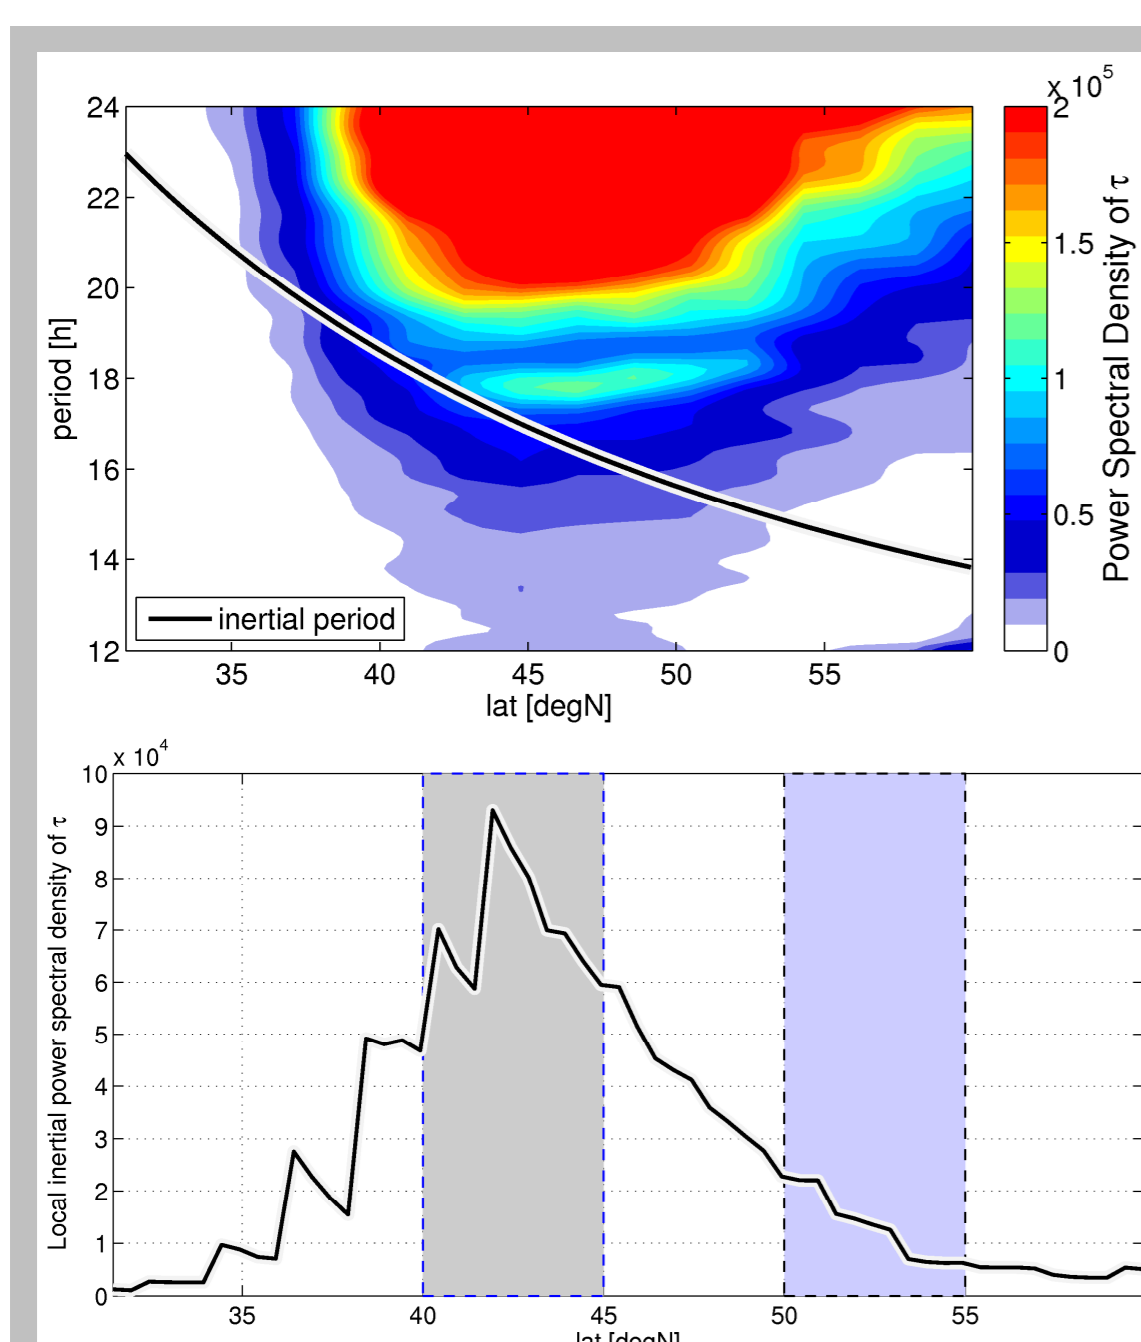 x 10^5
24
22
20
18
16
14
12
period [h]
inertial period
35 40 45 50 55
lat [degN]
2
1.5
1
0.5
0
Power Spectral Density of τ
x 10^4
10
9
8
7
6
5
4
3
2
1
0
Local inertial power spectral density of τ
35 40 45 50 55
lat [degN]